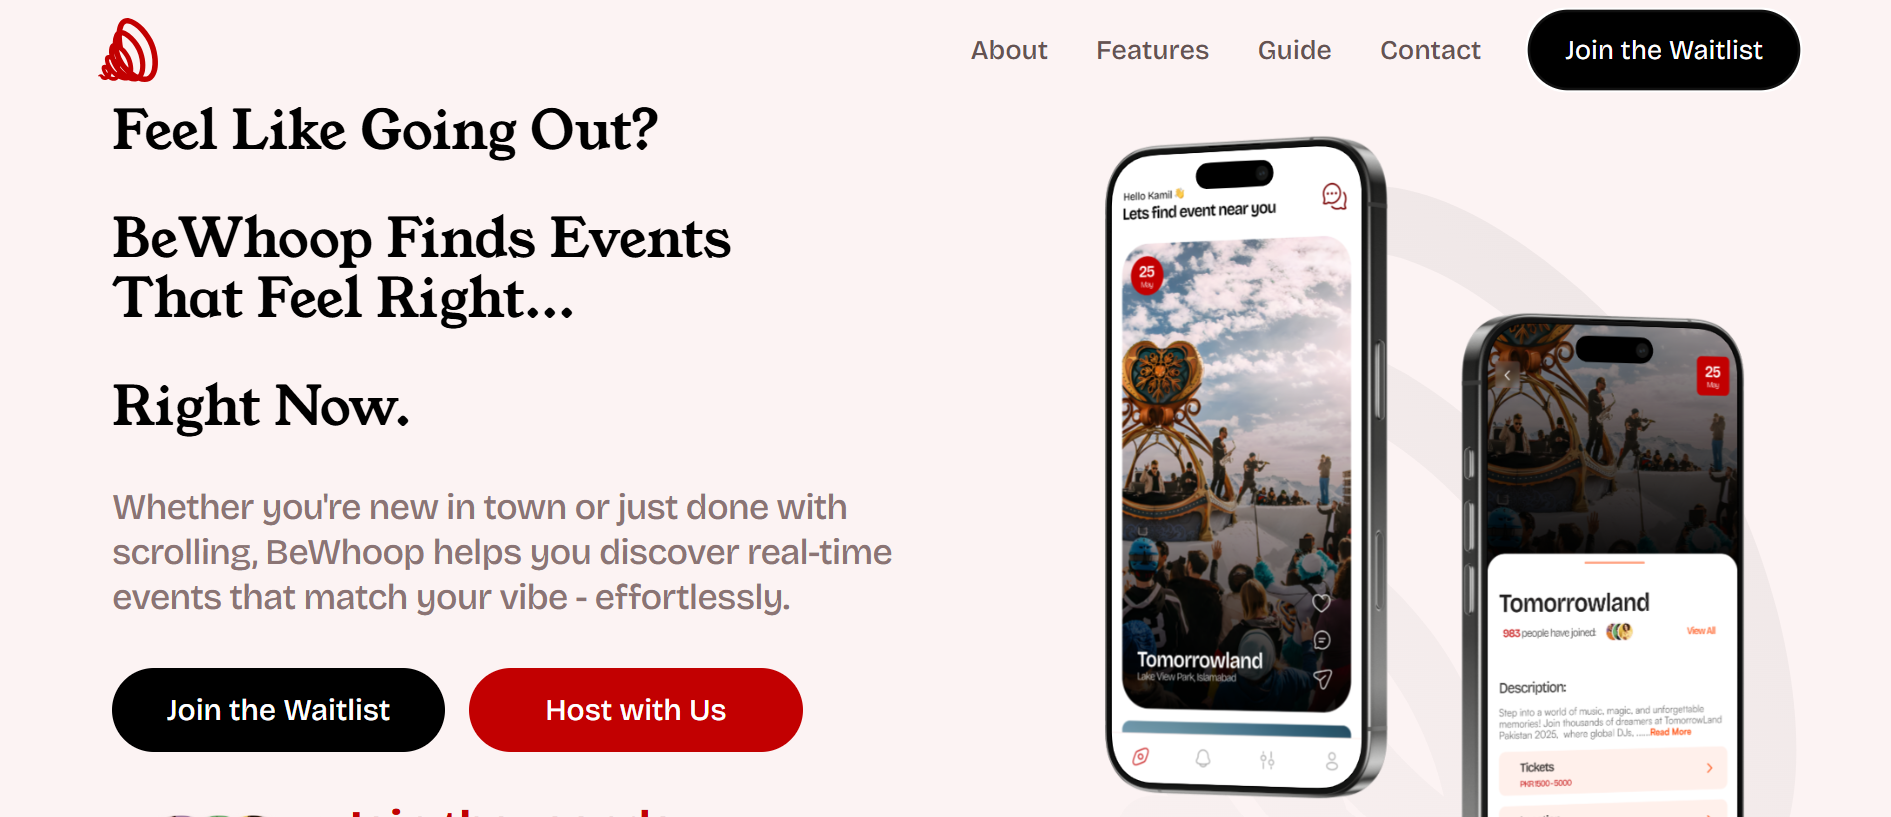 About Features Guide Contact Join the Waitlist
Feel Like Going Out?
BeWhoop Finds Events
That Feel Right...
Right Now.
Whether you're new in town or just done with
scrolling, BeWhoop helps you discover real-time
events that match your vibe - effortlessly.
Join the Waitlist Host with Us
Hello Kamil 👋
Lets find event near you
25
May
Tomorrowland
Lake View Park, Islamabad
25
May
Tomorrowland
983 people have joined: View All
Description:
Step into a world of music, magic, and unforgettable
memories! Join thousands of dreamers at TomorrowLand
Pakistan 2025, where global DJs, ......Read More
Tickets
PKR 1500-5000